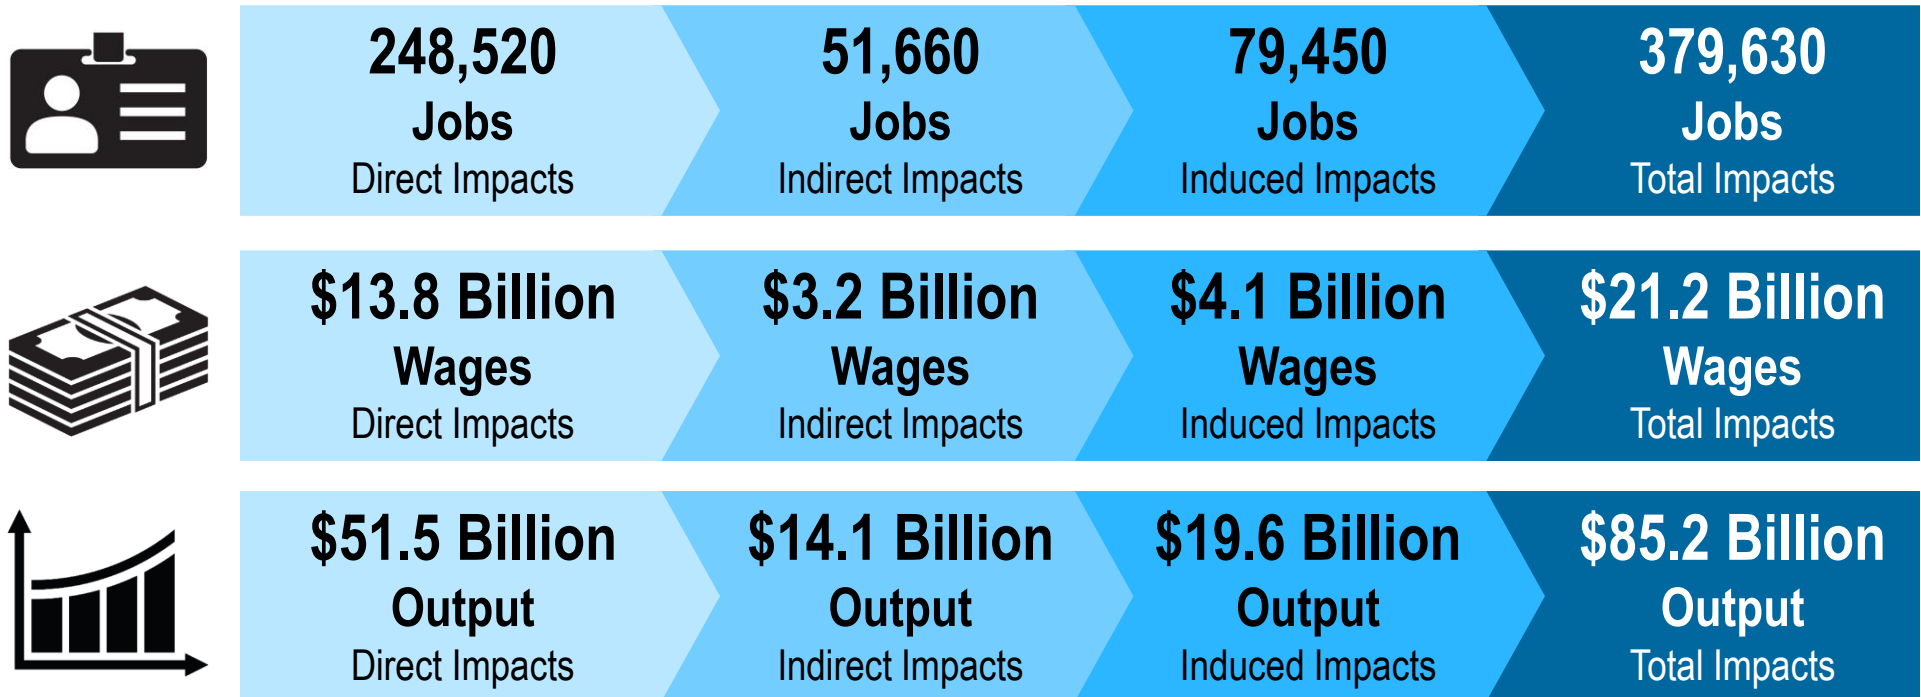 248,520
Jobs
Direct Impacts
51,660
Jobs
Indirect Impacts
79,450
Jobs
Induced Impacts
379,630
Jobs
Total Impacts
$13.8 Billion
Wages
Direct Impacts
$3.2 Billion
Wages
Indirect Impacts
$4.1 Billion
Wages
Induced Impacts
$21.2 Billion
Wages
Total Impacts
$51.5 Billion
Output
Direct Impacts
$14.1 Billion
Output
Indirect Impacts
$19.6 Billion
Output
Induced Impacts
$85.2 Billion
Output
Total Impacts